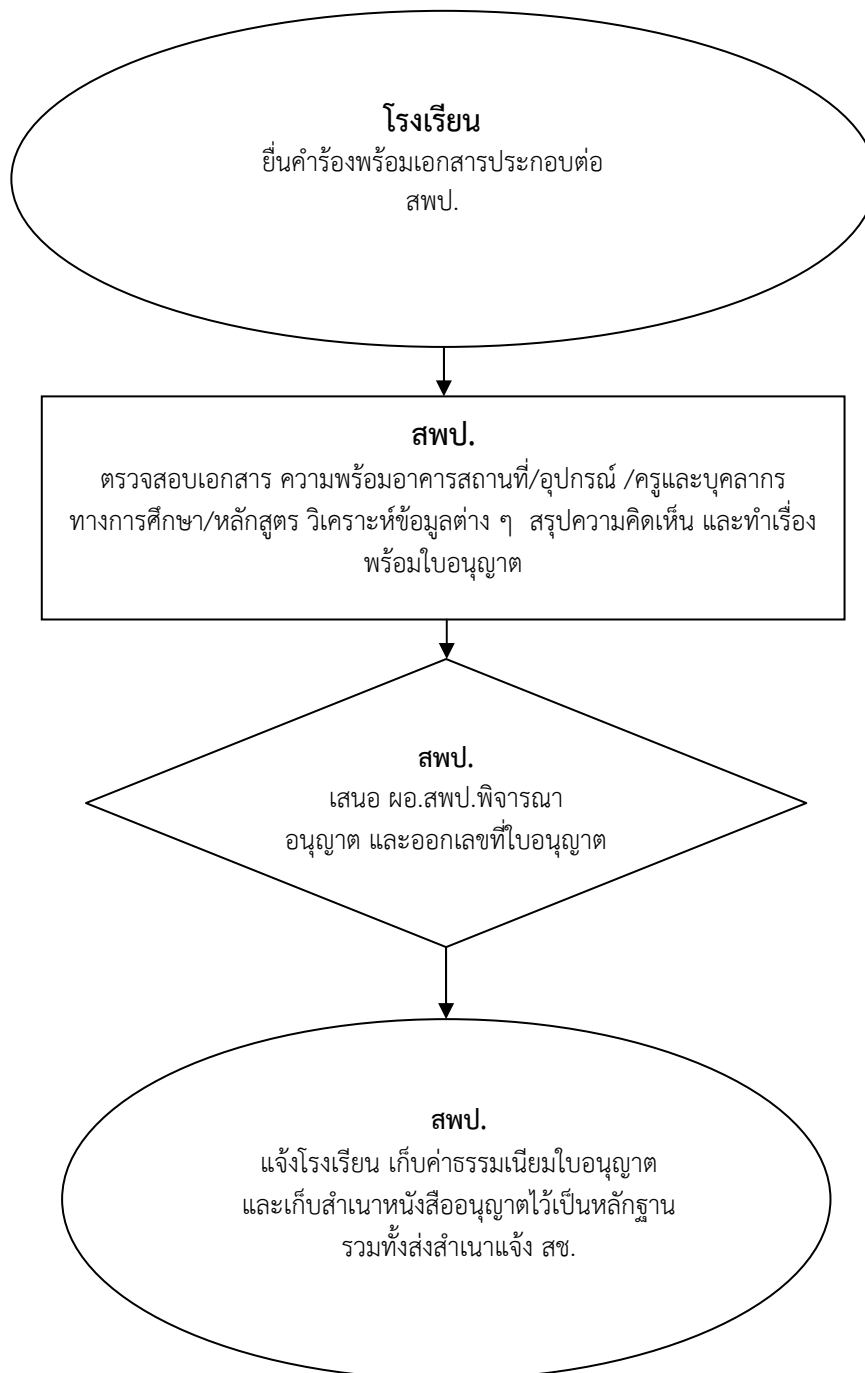 โรงเรียน
ยื่นคำร้องพร้อมเอกสารประกอบต่อ
สพป.
สพป.
ตรวจสอบเอกสาร ความพร้อมอาคารสถานที่/อุปกรณ์ /ครูและบุคลากร
ทางการศึกษา/หลักสูตร วิเคราะห์ข้อมูลต่าง ๆ  สรุปความคิดเห็น และทำเรื่อง
พร้อมใบอนุญาต
สพป.
เสนอ ผอ.สพป.พิจารณา
อนุญาต และออกเลขที่ใบอนุญาต
สพป.
แจ้งโรงเรียน เก็บค่าธรรมเนียมใบอนุญาต
และเก็บสำเนาหนังสืออนุญาตไว้เป็นหลักฐาน
รวมทั้งส่งสำเนาแจ้ง สช.